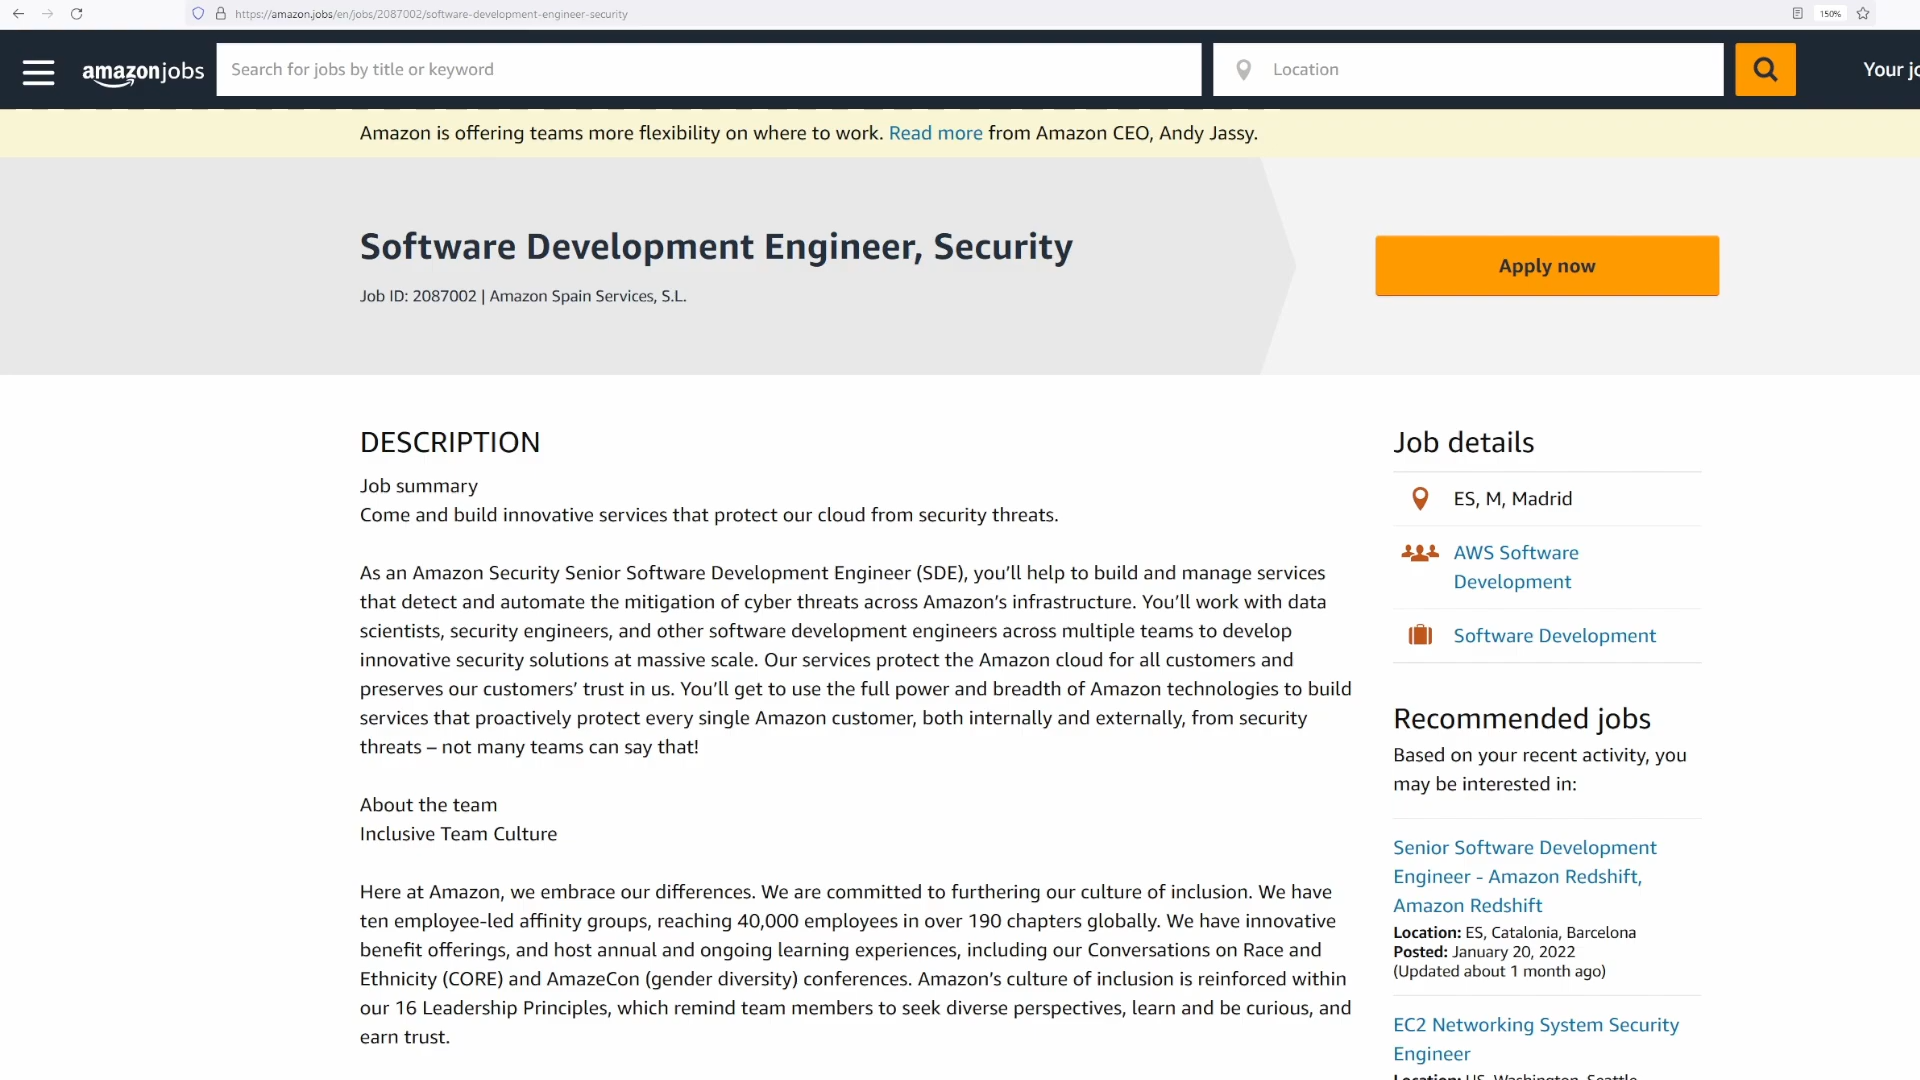 https://amazon.jobs/en/jobs/2087002/software-development-engineer-security
150%
amazonjobs
Search for jobs by title or keyword
Location
Your jo
Amazon is offering teams more flexibility on where to work. Read more from Amazon CEO, Andy Jassy.
Software Development Engineer, Security
Job ID: 2087002 | Amazon Spain Services, S.L.
Apply now
DESCRIPTION
Job summary
Come and build innovative services that protect our cloud from security threats.
As an Amazon Security Senior Software Development Engineer (SDE), you’ll help to build and manage services
that detect and automate the mitigation of cyber threats across Amazon’s infrastructure. You’ll work with data
scientists, security engineers, and other software development engineers across multiple teams to develop
innovative security solutions at massive scale. Our services protect the Amazon cloud for all customers and
preserves our customers’ trust in us. You’ll get to use the full power and breadth of Amazon technologies to build
services that proactively protect every single Amazon customer, both internally and externally, from security
threats – not many teams can say that!
About the team
Inclusive Team Culture
Here at Amazon, we embrace our differences. We are committed to furthering our culture of inclusion. We have
ten employee-led affinity groups, reaching 40,000 employees in over 190 chapters globally. We have innovative
benefit offerings, and host annual and ongoing learning experiences, including our Conversations on Race and
Ethnicity (CORE) and AmazeCon (gender diversity) conferences. Amazon’s culture of inclusion is reinforced within
our 16 Leadership Principles, which remind team members to seek diverse perspectives, learn and be curious, and
earn trust.
Job details
ES, M, Madrid
AWS Software
Development
Software Development
Recommended jobs
Based on your recent activity, you
may be interested in:
Senior Software Development
Engineer - Amazon Redshift,
Amazon Redshift
Location: ES, Catalonia, Barcelona
Posted: January 20, 2022
(Updated about 1 month ago)
EC2 Networking System Security
Engineer
Location: US, Washington, Seattle